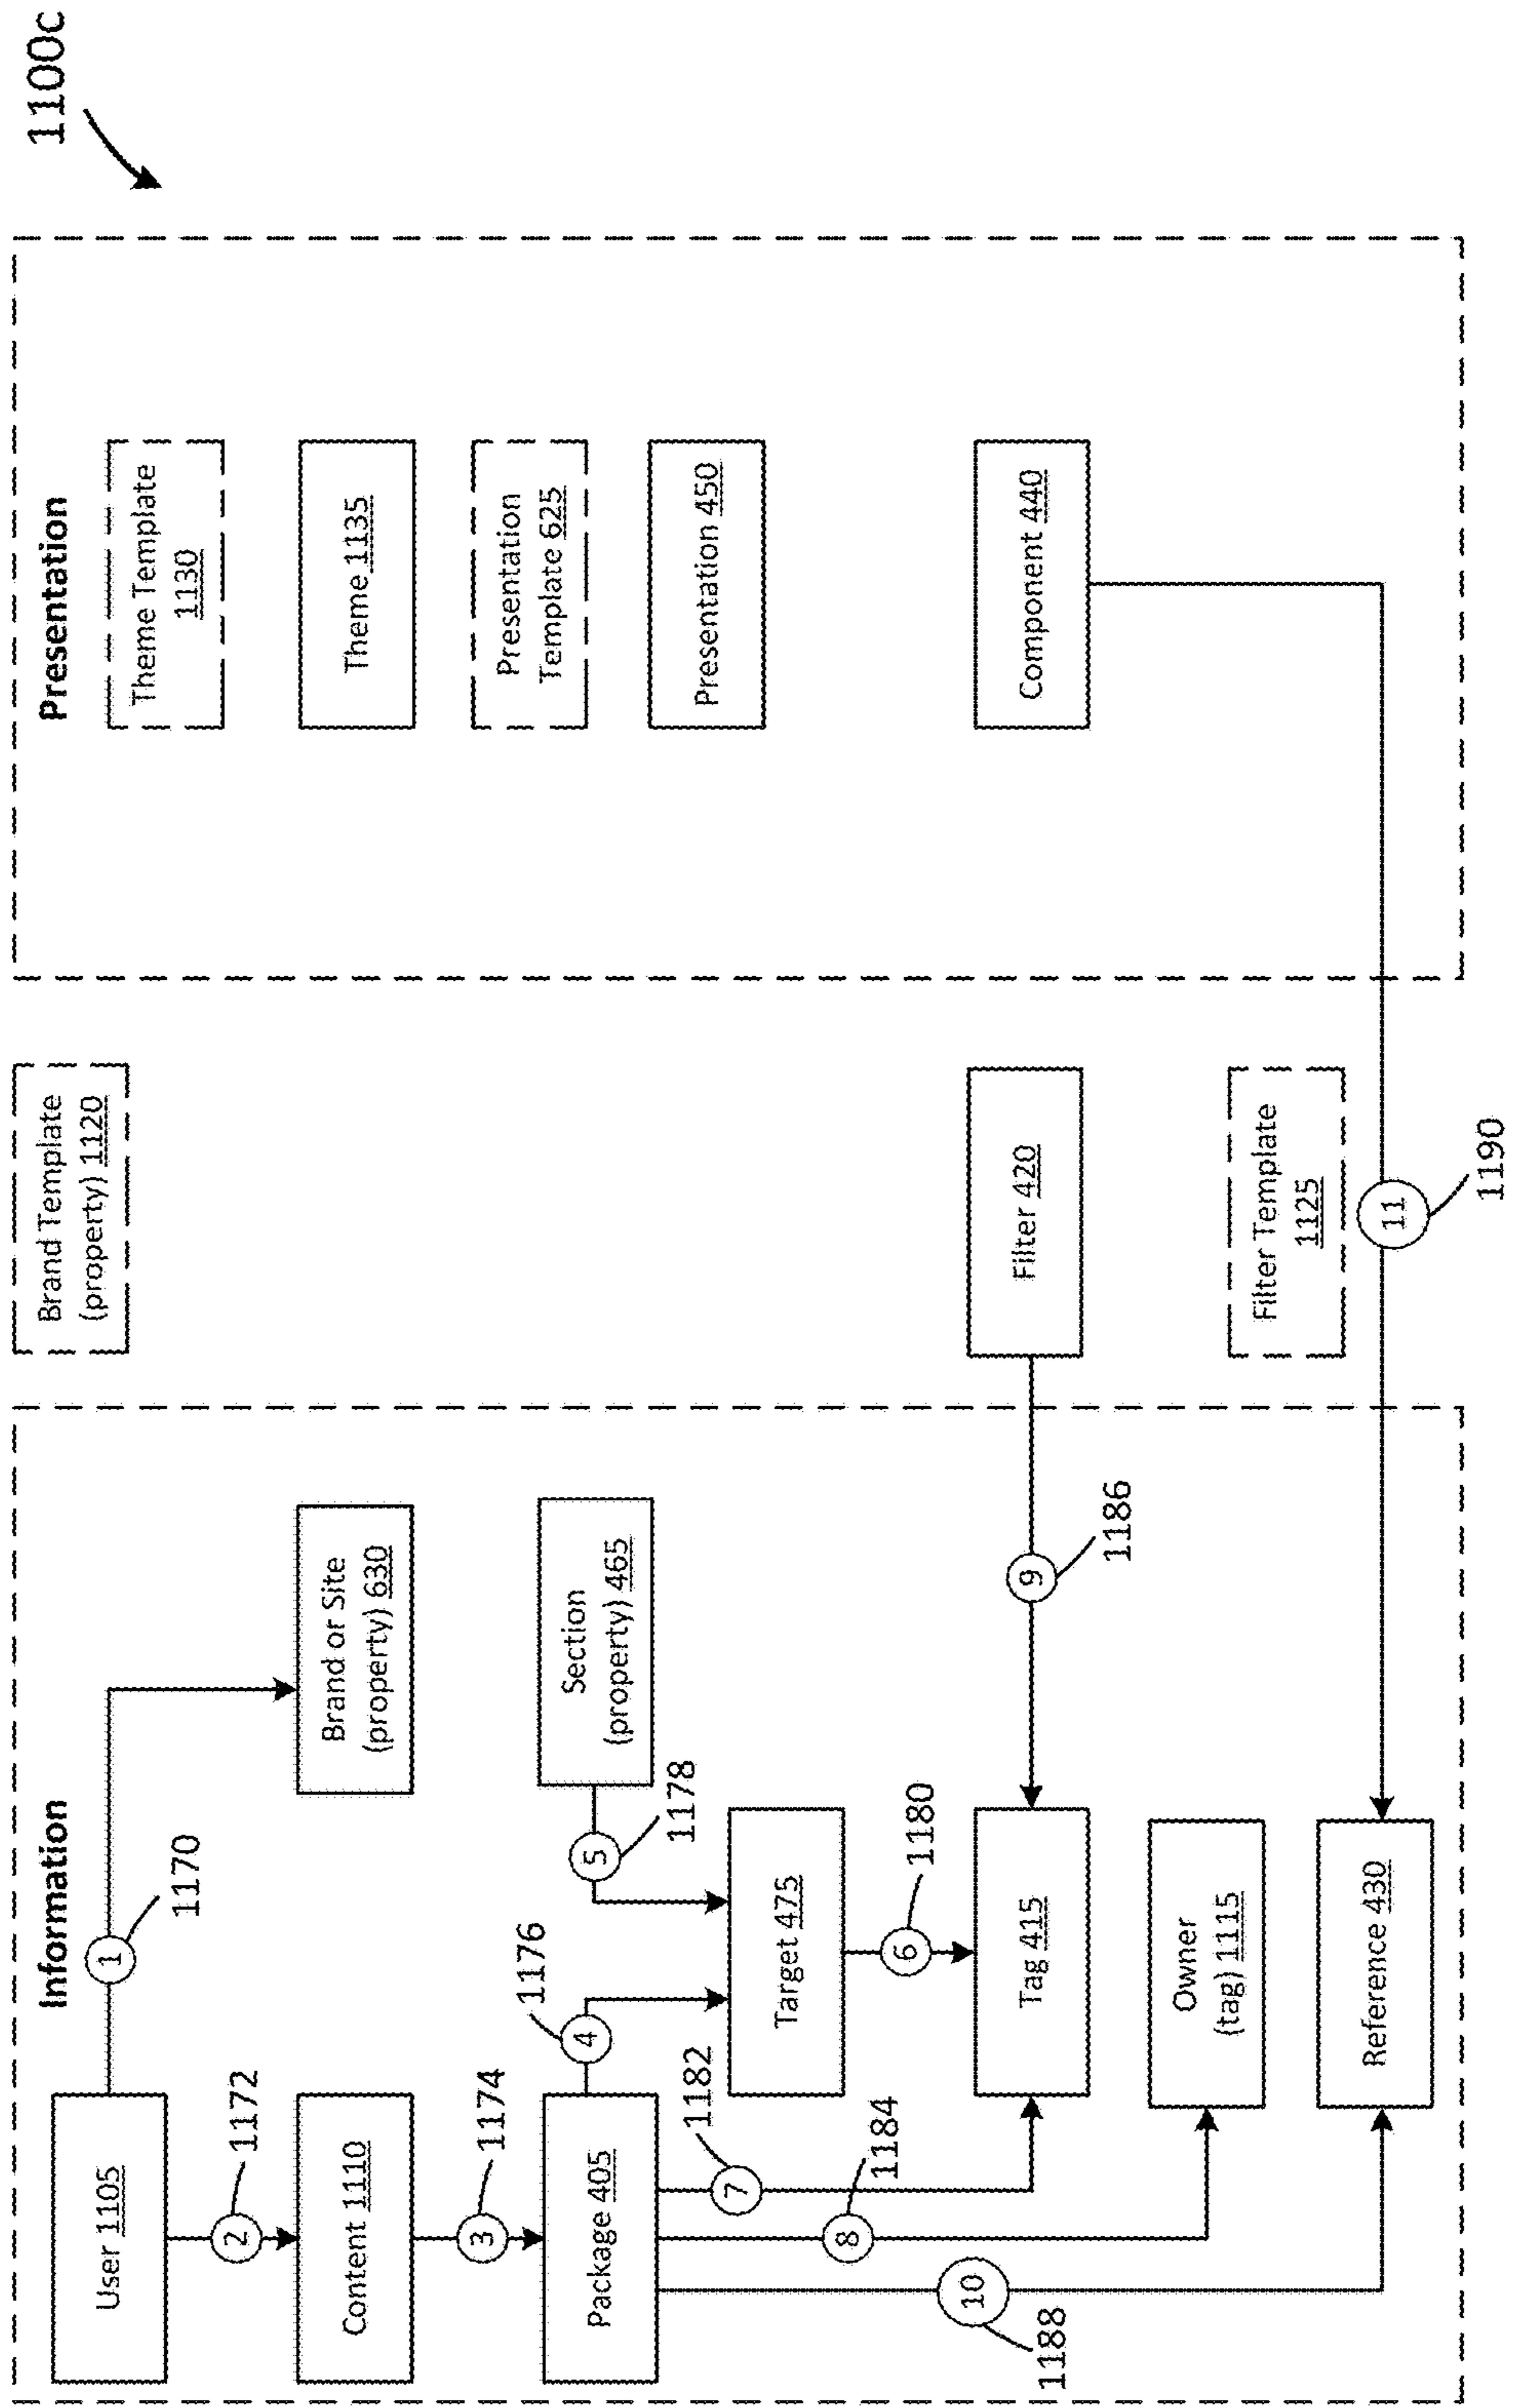 1100c
Information
User 1105
1
1170
2
1172
Content 1110
Brand or Site
(property) 630
3
1174
Package 405
4
1176
Section
(property) 465
5
1178
Target 475
6
1180
7
1182
8
1184
Tag 415
9
1186
Owner
(tag) 1115
10
1188
Reference 430
Brand Template
(property) 1120
Filter 420
Filter Template
1125
11
1190
Presentation
Theme Template
1130
Theme 1135
Presentation
Template 625
Presentation 450
Component 440